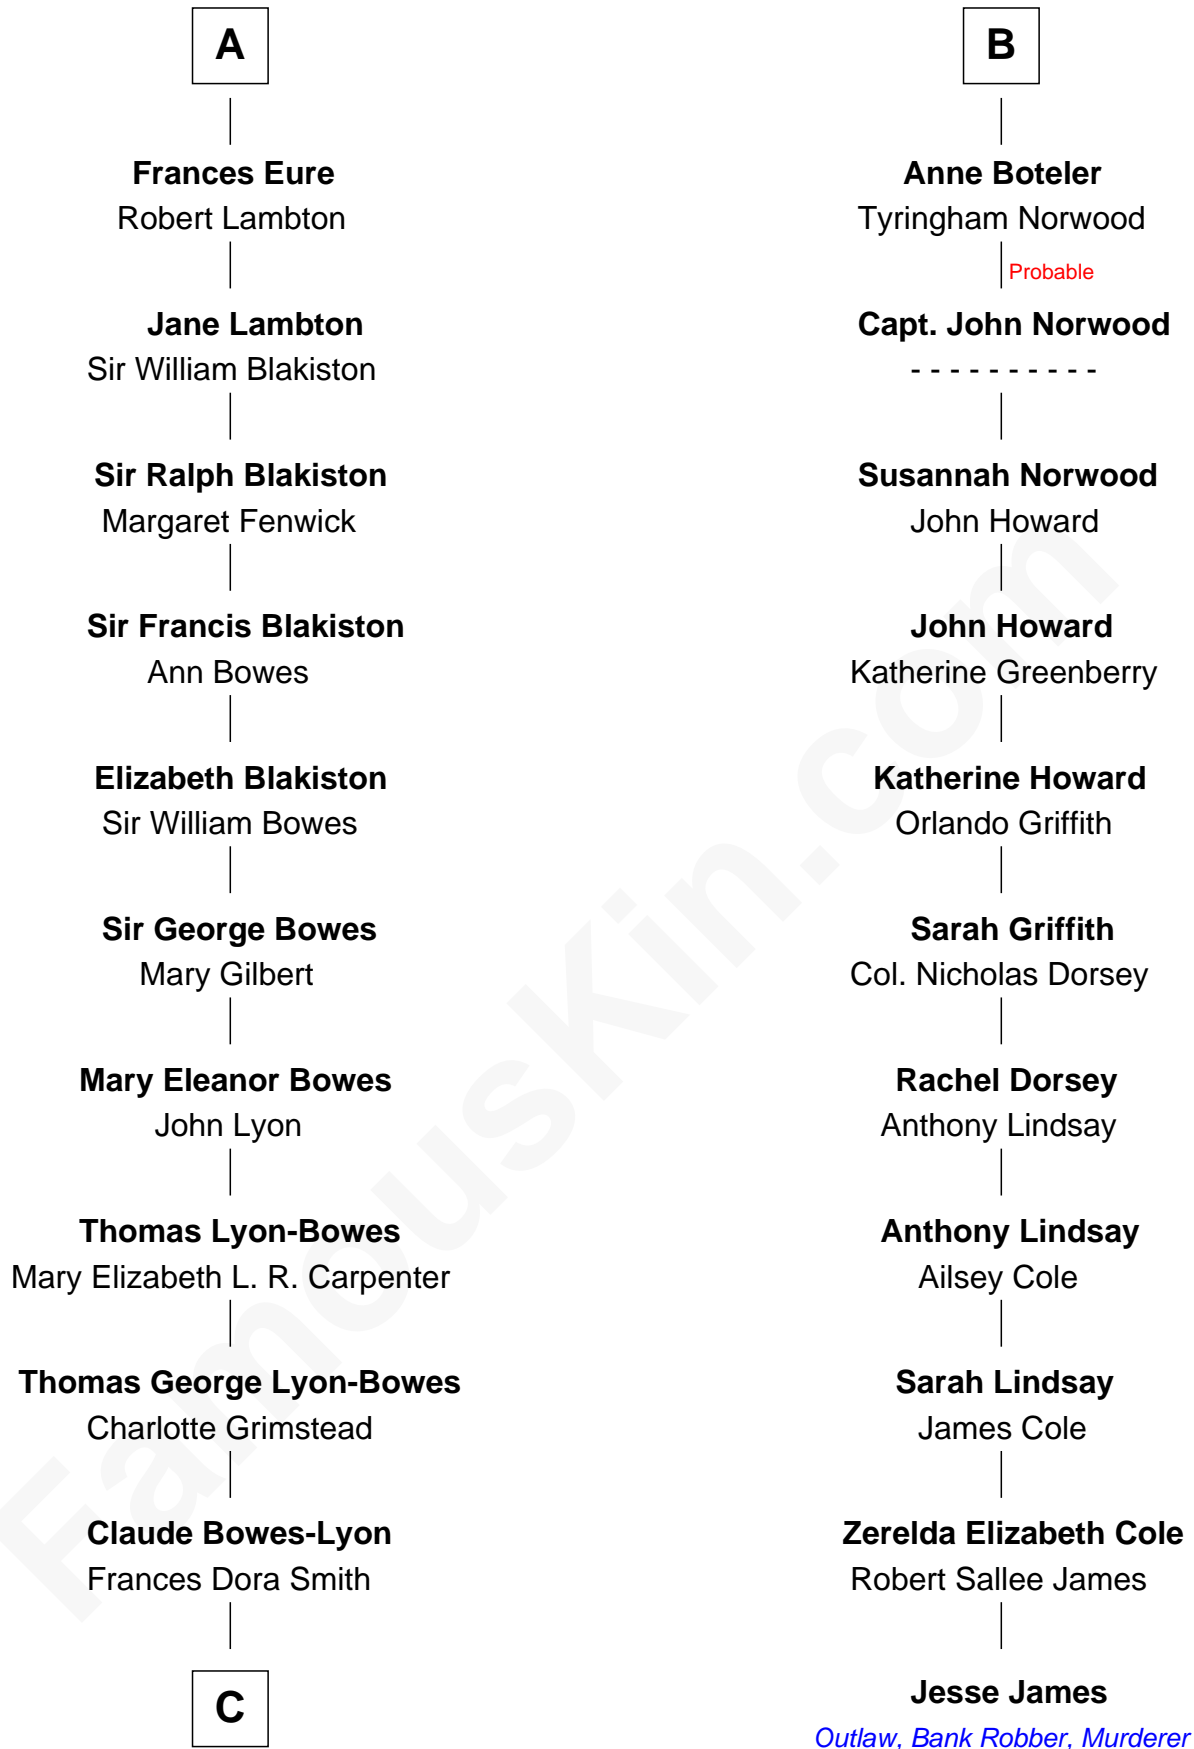 A
Frances Eure
Robert Lambton
Jane Lambton
Sir William Blakiston
Sir Ralph Blakiston
Margaret Fenwick
Sir Francis Blakiston
Ann Bowes
Elizabeth Blakiston
Sir William Bowes
Sir George Bowes
Mary Gilbert
Mary Eleanor Bowes
John Lyon
Thomas Lyon-Bowes
Mary Elizabeth L. R. Carpenter
Thomas George Lyon-Bowes
Charlotte Grimstead
Claude Bowes-Lyon
Frances Dora Smith
C
B
Anne Boteler
Tyringham Norwood
Probable
Capt. John Norwood
- - - - - - - - - -
Susannah Norwood
John Howard
John Howard
Katherine Greenberry
Katherine Howard
Orlando Griffith
Sarah Griffith
Col. Nicholas Dorsey
Rachel Dorsey
Anthony Lindsay
Anthony Lindsay
Ailsey Cole
Sarah Lindsay
James Cole
Zerelda Elizabeth Cole
Robert Sallee James
Jesse James
Outlaw, Bank Robber, Murderer
FamousKin.com